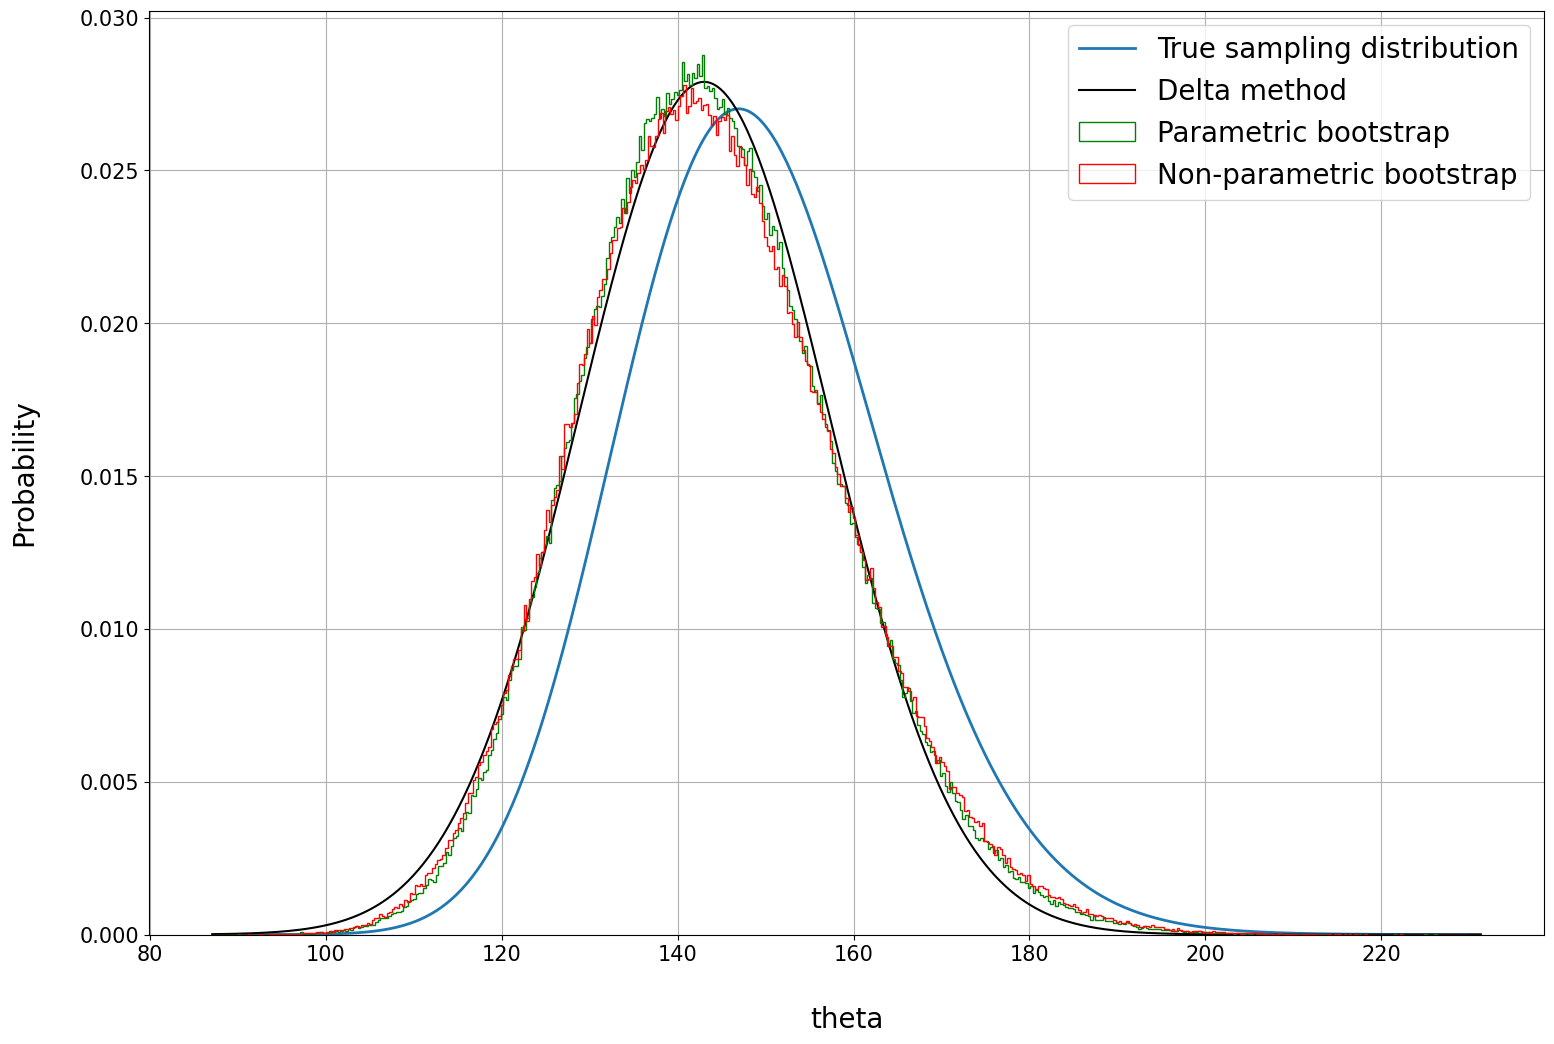 0.030
0.025
0.020
0.015
0.010
0.005
0.000
Probability
80 100 120 140 160 180 200 220
theta
True sampling distribution
Delta method
Parametric bootstrap
Non-parametric bootstrap